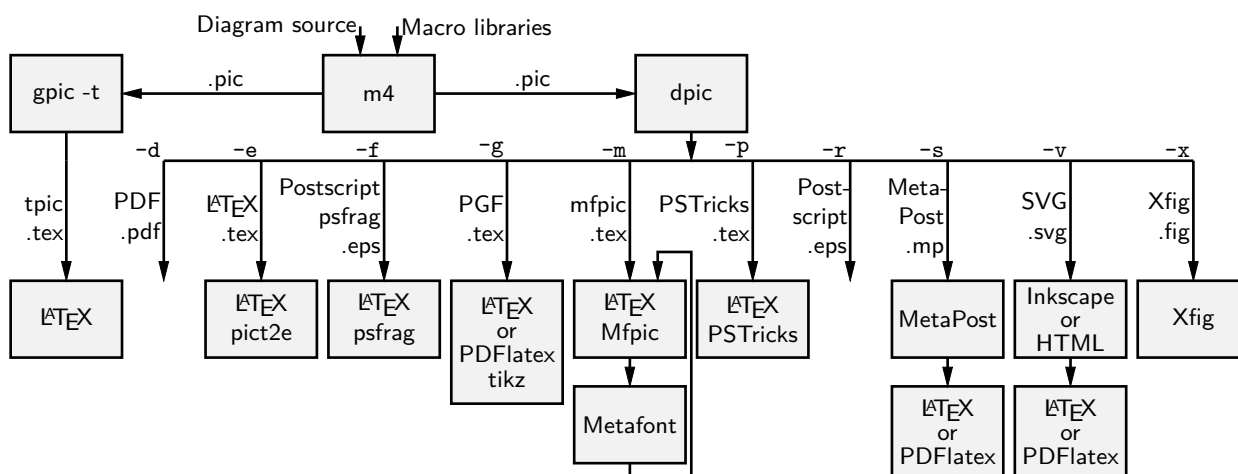 Diagram source
Macro libraries
gpic -t
.pic
m4
.pic
dpic
-d
-e
-f
-g
-m
-p
-r
-s
-v
-x
tpic
.tex
PDF
.pdf
LATEX
.tex
Postscript
psfrag
.eps
PGF
.tex
mfpic
.tex
PSTricks
.tex
Post-
script
.eps
Meta-
Post
.mp
SVG
.svg
Xfig
.fig
LATEX
LATEX
pict2e
LATEX
psfrag
LATEX
or
PDFlatex
tikz
LATEX
Mfpic
LATEX
PSTricks
MetaPost
Inkscape
or
HTML
Xfig
Metafont
LATEX
or
PDFlatex
LATEX
or
PDFlatex